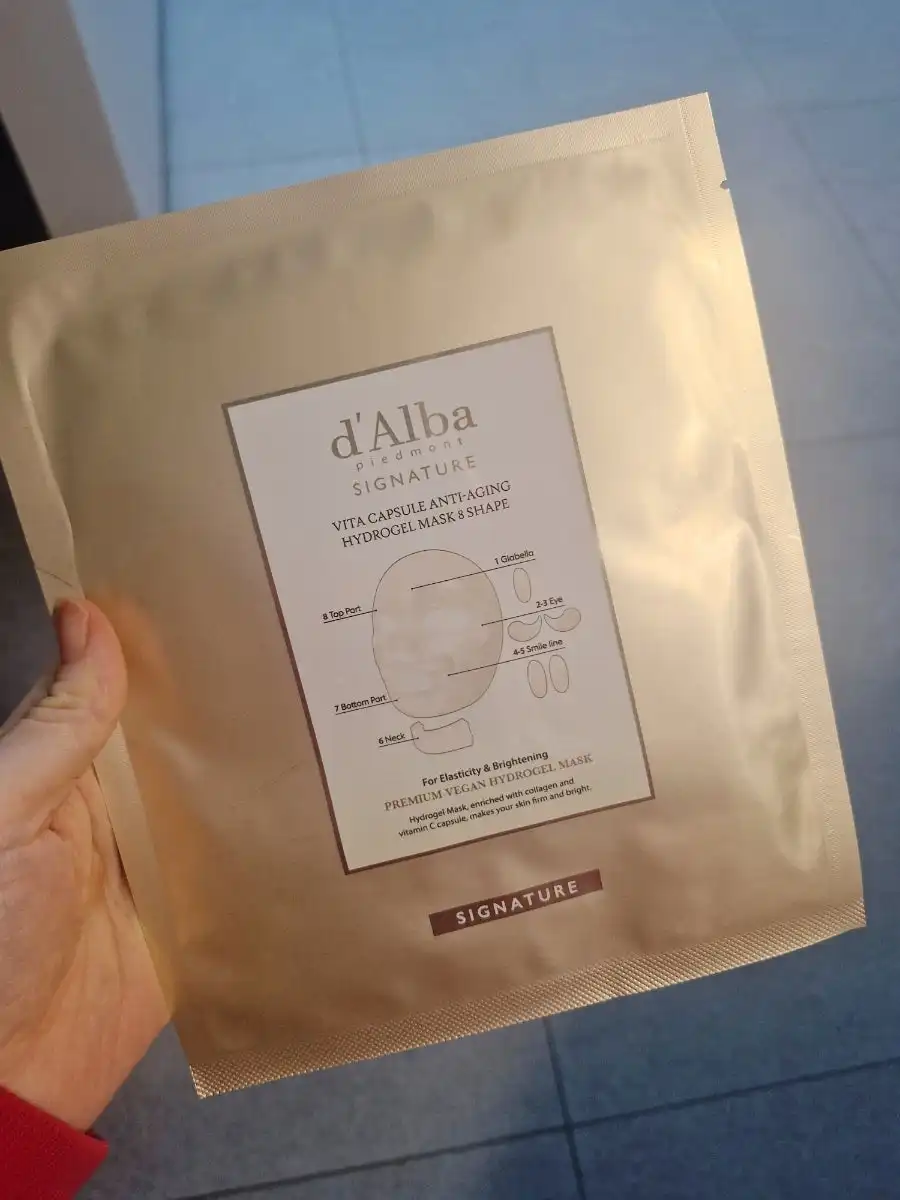 d'Alba
piedmont
SIGNATURE
VITA CAPSULE ANTI-AGING
HYDROGEL MASK 8 SHAPE
1 Glabella
8 Top Part
2-3 Eye
4-5 Smile line
7 Bottom Part
6 Neck
For Elasticity & Brightening
PREMIUM VEGAN HYDROGEL MASK
Hydrogel Mask, enriched with collagen and
vitamin C capsule, makes your skin firm and bright.
SIGNATURE